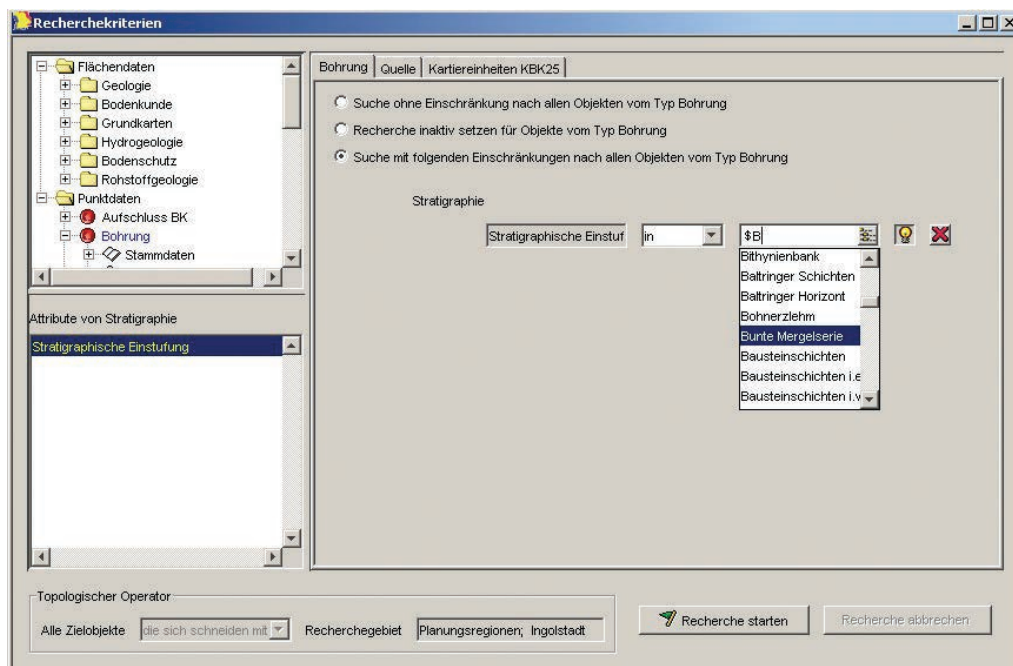 Recherchekriterien
Flächendaten
Geologie
Bodenkunde
Grundkarten
Hydrogeologie
Bodenschutz
Rohstoffgeologie
Punktdaten
Aufschluss BK
Bohrung
Stammdaten
Attribute von Stratigraphie
Stratigraphische Einstufung
Bohrung Quelle Kartiereinheiten KBK25
Suche ohne Einschränkung nach allen Objekten vom Typ Bohrung
Recherche inaktiv setzen für Objekte vom Typ Bohrung
Suche mit folgenden Einschränkungen nach allen Objekten vom Typ Bohrung
Stratigraphie
Stratigraphische Einstuf in $B
Bithynienbank
Baltringer Schichten
Baltringer Horizont
Bohnerzlehm
Bunte Mergelserie
Bausteinschichten
Bausteinschichten i.e
Bausteinschichten i.v
Topologischer Operator
Alle Zielobjekte die sich schneiden mit Recherchegebiet Planungsregionen; Ingolstadt
Recherche starten Recherche abbrechen